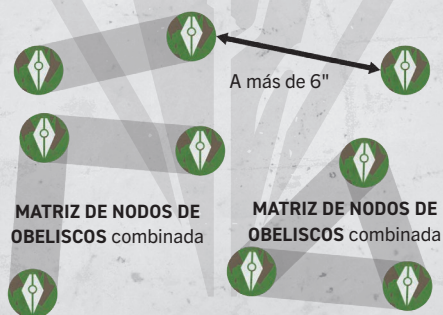 A más de 6"
MATRIZ DE NODOS DE
OBELISCOS combinada
MATRIZ DE NODOS DE
OBELISCOS combinada